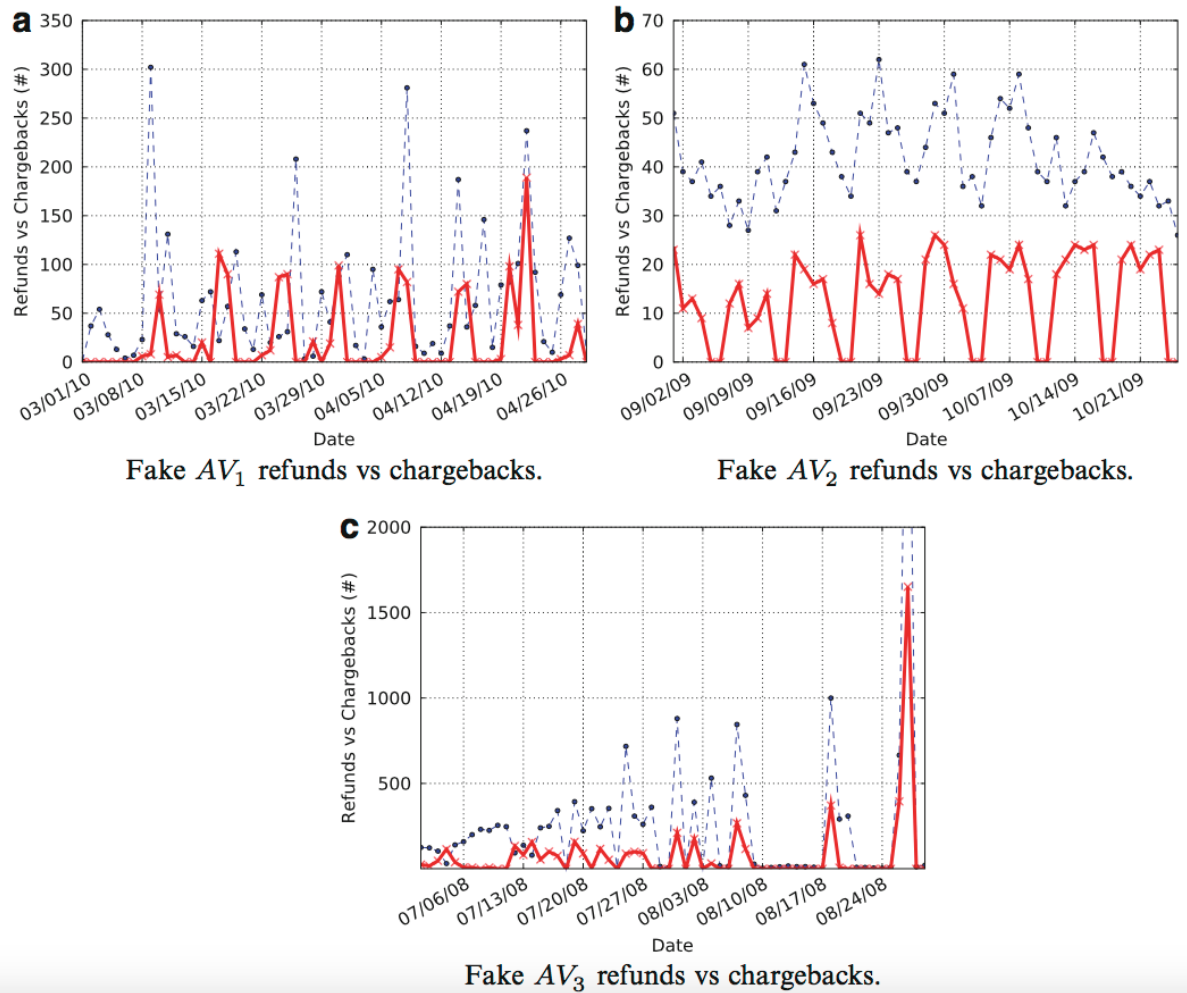 a
350
300
250
200
150
100
50
0
Refunds vs Chargebacks (#)
03/01/10 03/08/10 03/15/10 03/22/10 03/29/10 04/05/10 04/12/10 04/19/10 04/26/10
Date
Fake AV1 refunds vs chargebacks.
b
70
60
50
40
30
20
10
0
Refunds vs Chargebacks (#)
09/02/09 09/09/09 09/16/09 09/23/09 09/30/09 10/07/09 10/14/09 10/21/09
Date
Fake AV2 refunds vs chargebacks.
c
2000
1500
1000
500
Refunds vs Chargebacks (#)
07/06/08 07/13/08 07/20/08 07/27/08 08/03/08 08/10/08 08/17/08 08/24/08
Date
Fake AV3 refunds vs chargebacks.